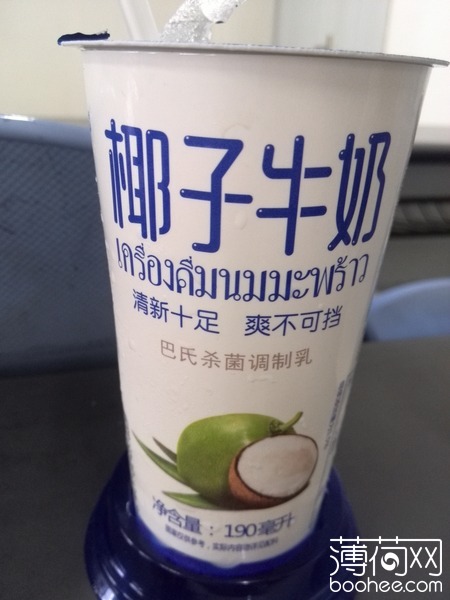 椰子牛奶
เครื่องดื่มนมมะพร้าว
清新十足 爽不可挡
巴氏杀菌调制乳
净含量：190毫升
薄荷网
boohee.com